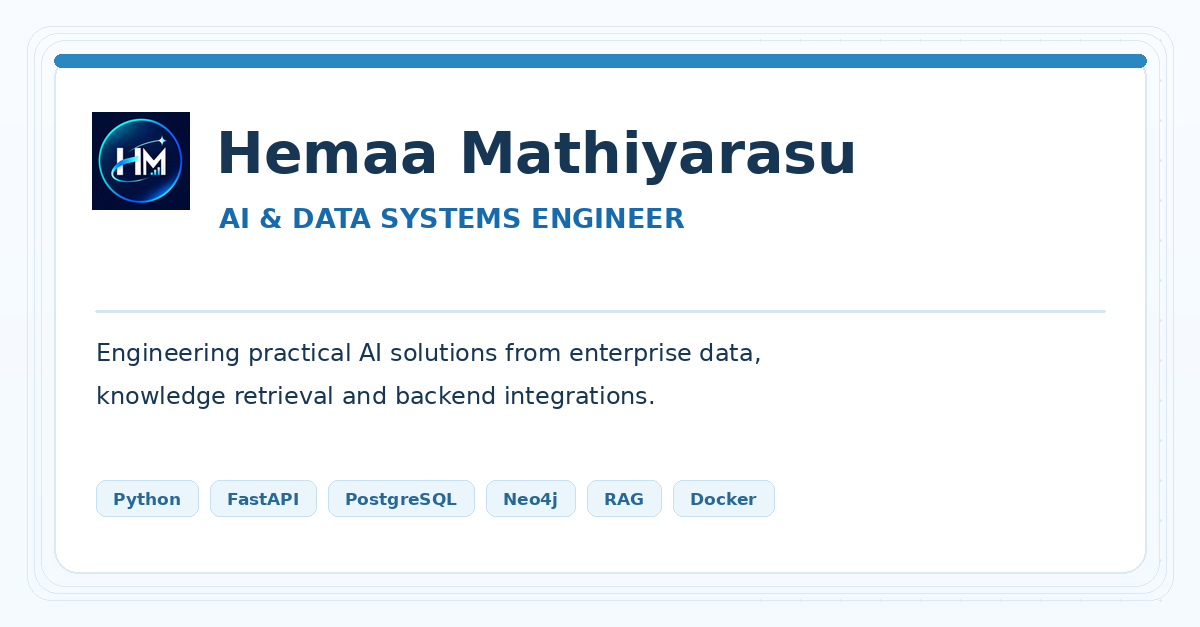 HM
Hemaa Mathiyarasu
AI & DATA SYSTEMS ENGINEER
Engineering practical AI solutions from enterprise data,
knowledge retrieval and backend integrations.
Python FastAPI PostgreSQL Neo4j RAG Docker